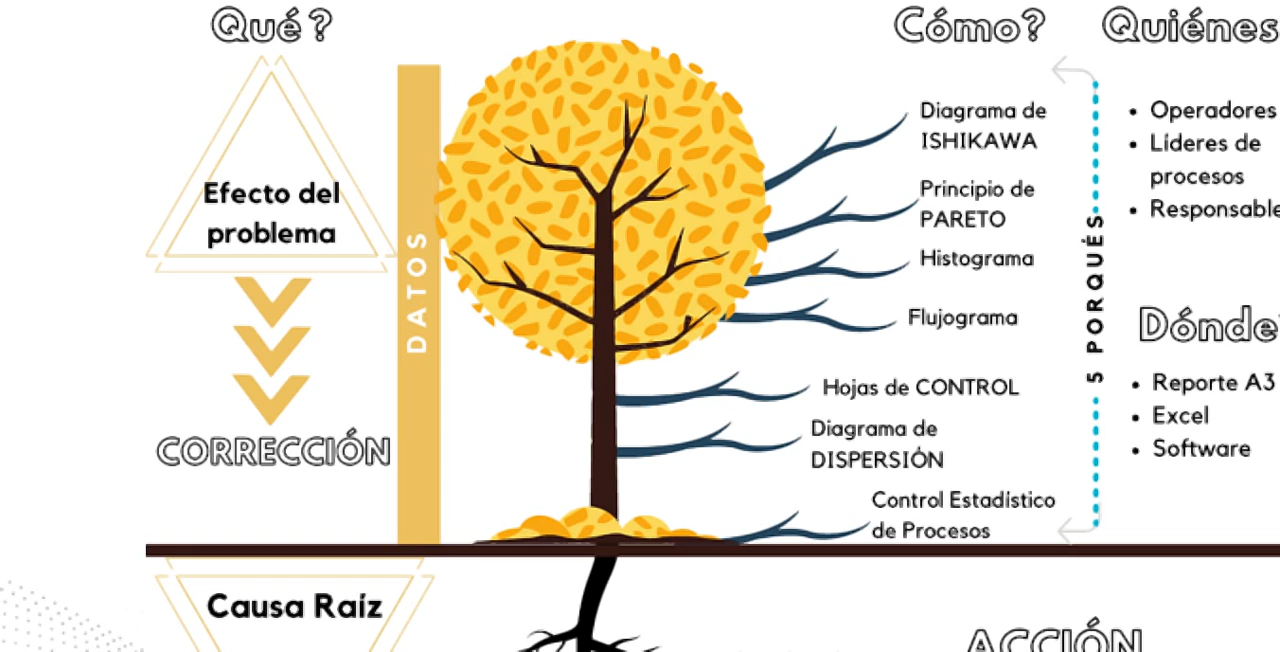 Qué?
Efecto del
problema
CORRECCIÓN
DATOS
Cómo?
Diagrama de
ISHIKAWA
Principio de
PARETO
Histograma
Flujograma
Hojas de CONTROL
Diagrama de
DISPERSIÓN
Control Estadístico
de Procesos
5 PORQUÉS
Quiénes
• Operadores
• Líderes de
procesos
• Responsable
Dónde
• Reporte A3
• Excel
• Software
Causa Raíz
ACCIÓN